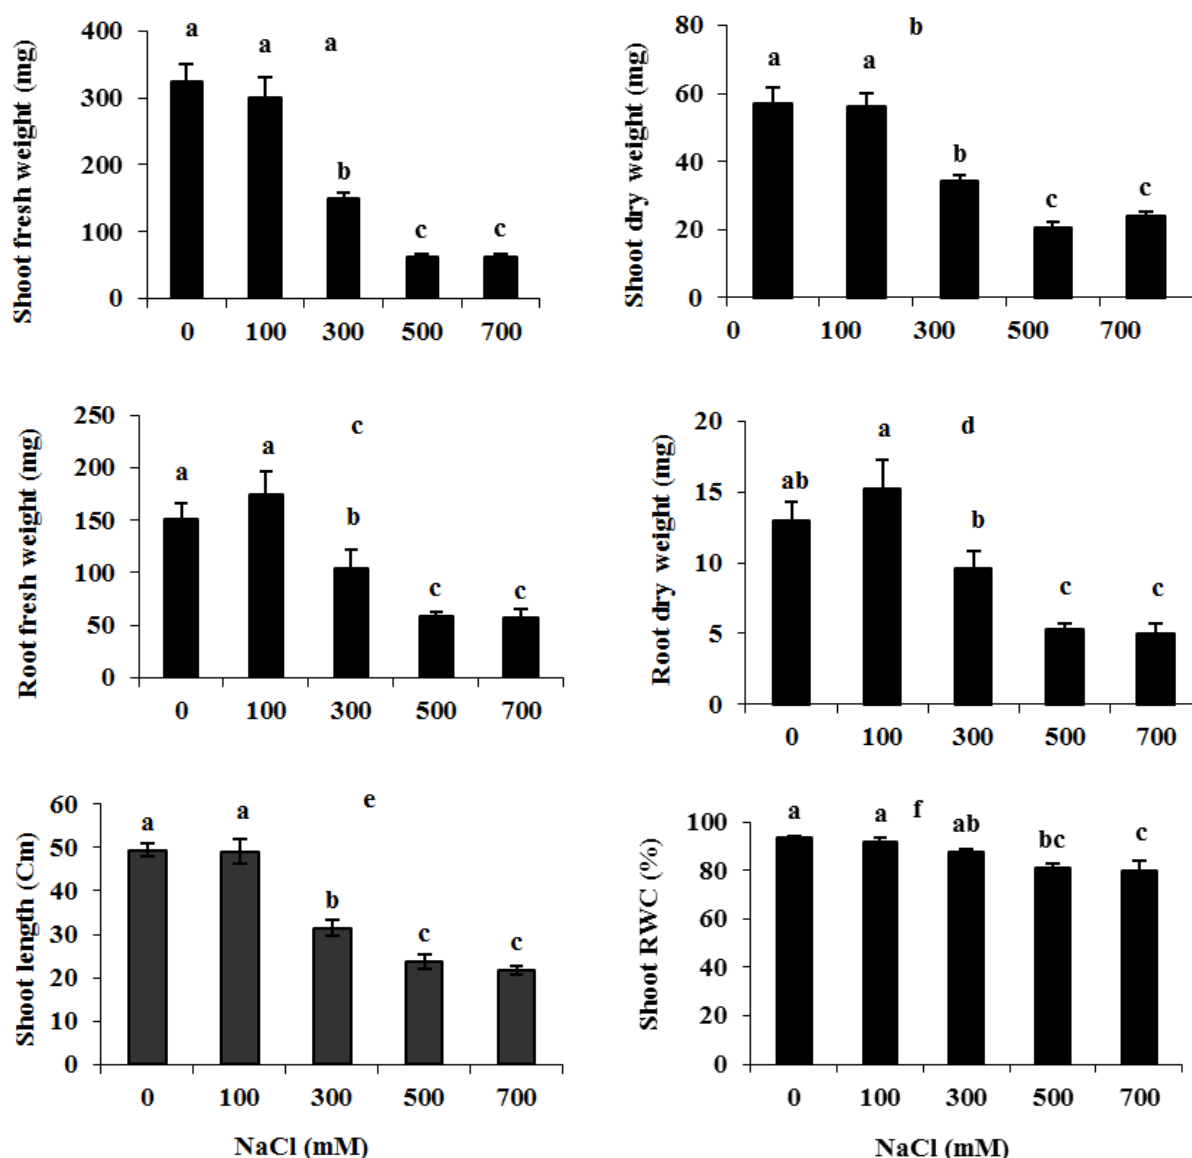 Shoot fresh weight (mg)
400
300
200
100
0
a
a
a
b
c
c
0 100 300 500 700
Shoot dry weight (mg)
80
60
40
20
0
b
a
a
b
c
c
0 100 300 500 700
Root fresh weight (mg)
250
200
150
100
50
0
c
a
a
b
c
c
0 100 300 500 700
Root dry weight (mg)
20
15
10
5
0
d
ab
a
b
c
c
0 100 300 500 700
Shoot length (Cm)
60
50
40
30
20
10
0
e
a
a
b
c
c
0 100 300 500 700
NaCl (mM)
Shoot RWC (%)
100
80
60
40
20
0
f
a
a
ab
bc
c
0 100 300 500 700
NaCl (mM)